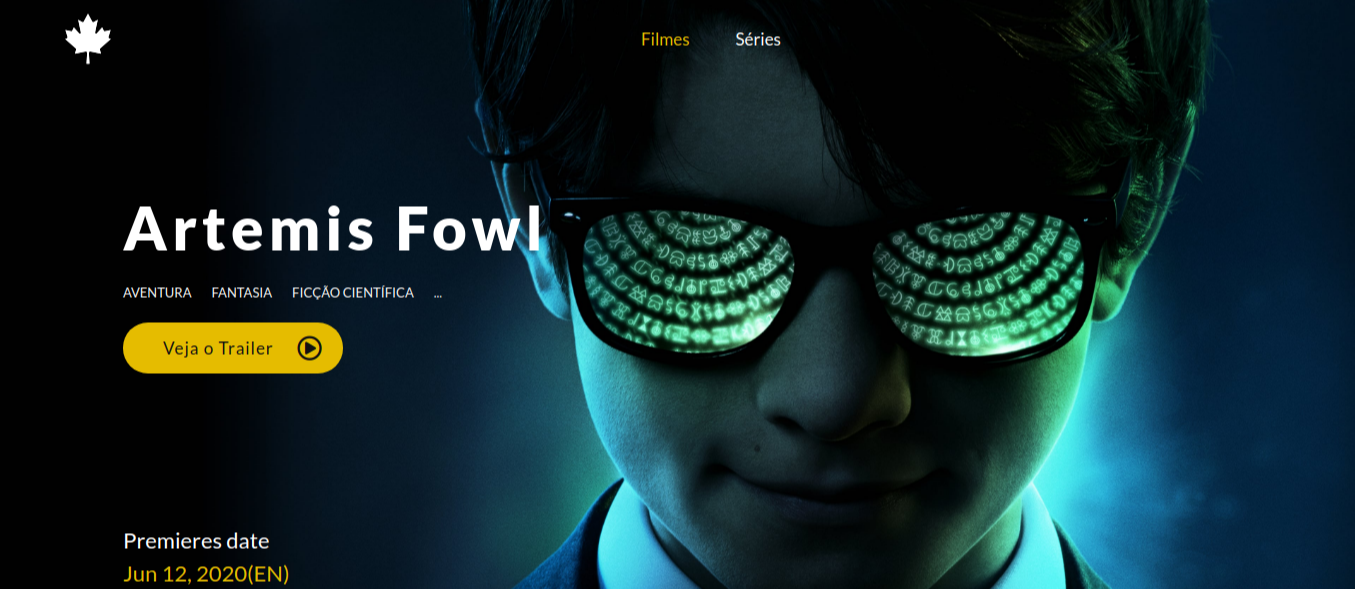 Filmes Séries
Artemis Fowl
AVENTURA FANTASIA FICÇÃO CIENTÍFICA ...
Veja o Trailer
Premieres date
Jun 12, 2020(EN)